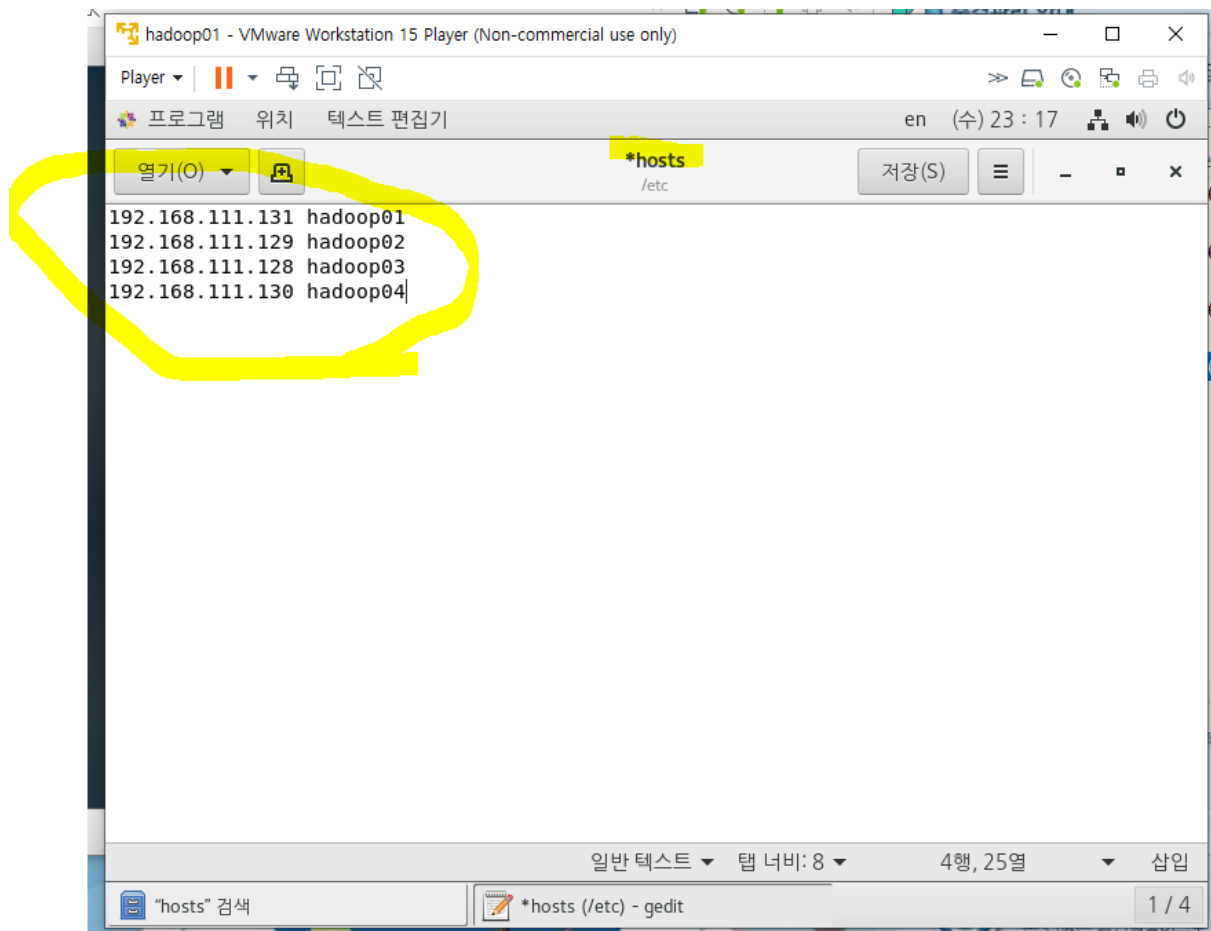 hadoop01 - VMware Workstation 15 Player (Non-commercial use only)
Player
프로그램 위치 텍스트 편집기 en (수) 23 : 17
열기(O) *hosts 저장(S)
/etc
192.168.111.131 hadoop01
192.168.111.129 hadoop02
192.168.111.128 hadoop03
192.168.111.130 hadoop04
일반 텍스트 탭 너비: 8 4행, 25열 삽입
“hosts” 검색 *hosts (/etc) - gedit 1 / 4